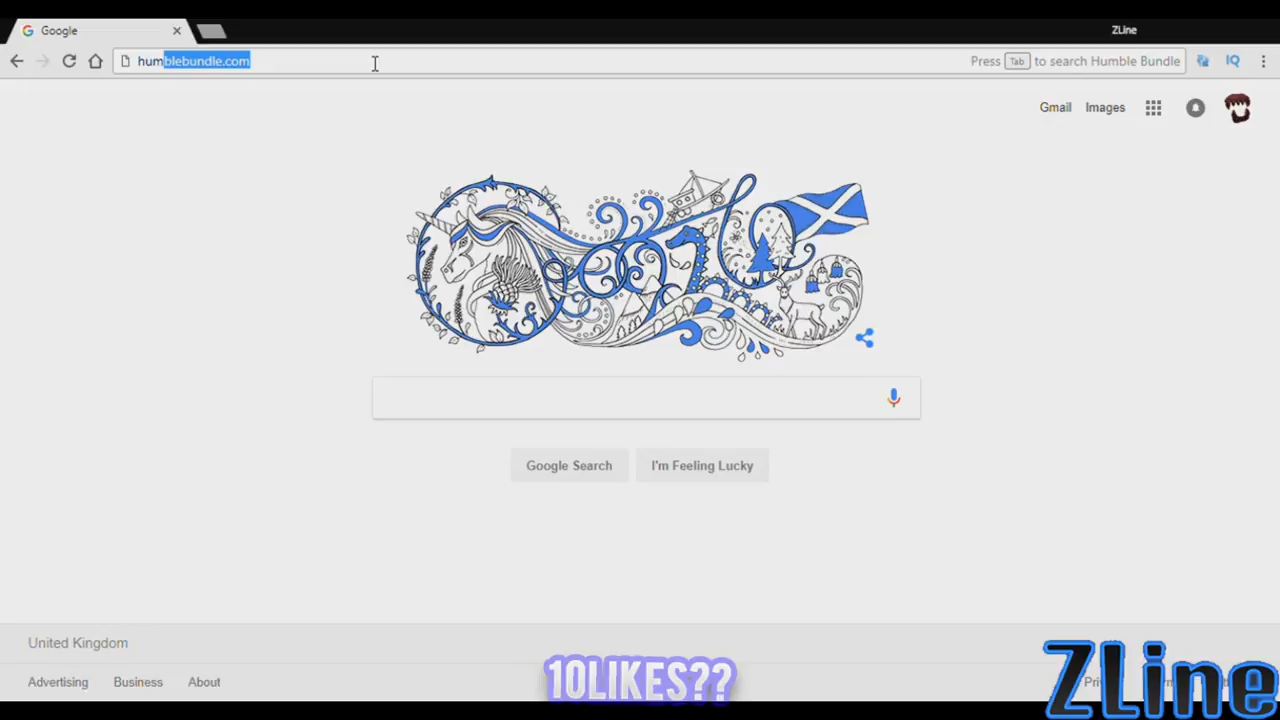 Google
ZLine
humblebundle.com
Press Tab to search Humble Bundle
IQ
Gmail Images
Google Search
I'm Feeling Lucky
United Kingdom
Advertising Business About
10LIKES??
ZLine